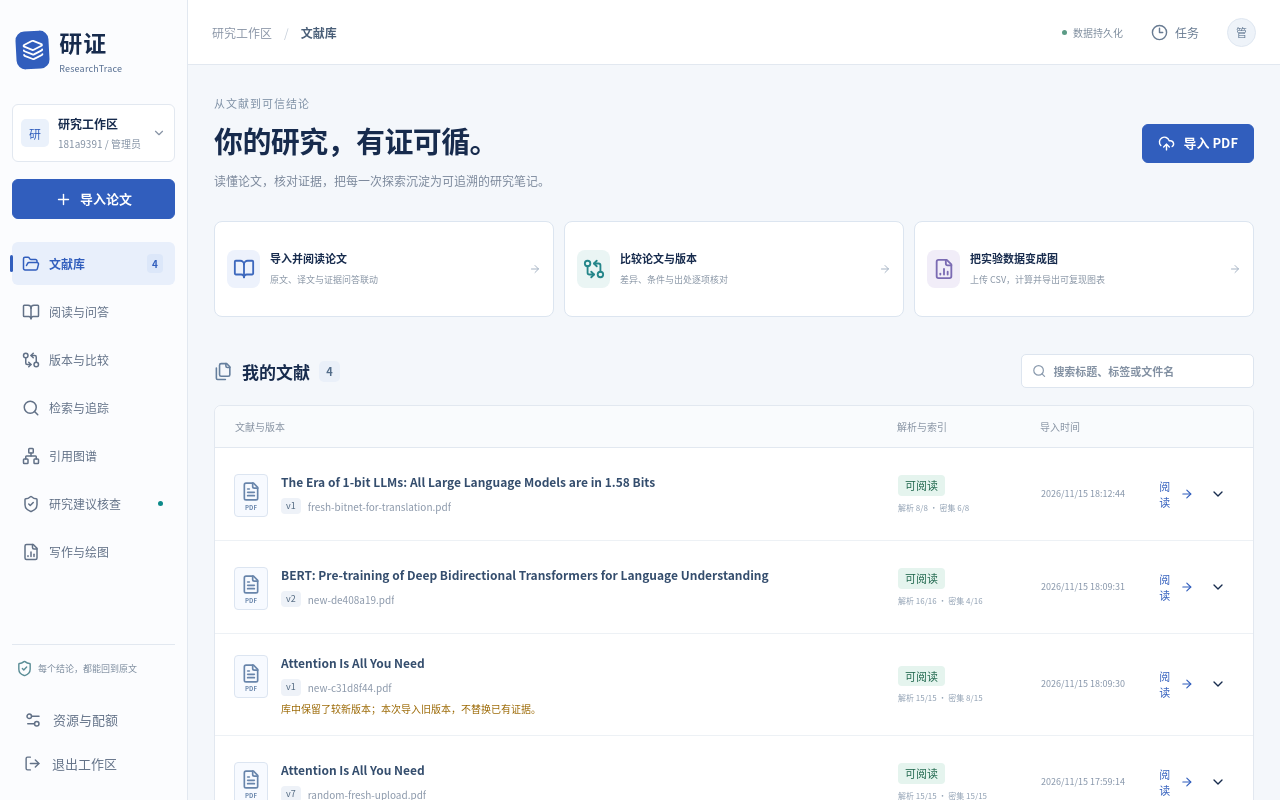 研证
ResearchTrace
研
研究工作区
181a9391 / 管理员
导入论文
文献库
4
阅读与问答
版本与比较
检索与追踪
引用图谱
研究建议核查
写作与绘图
每个结论，都能回到原文
资源与配额
退出工作区
研究工作区 / 文献库
数据持久化
任务
管
从文献到可信结论
你的研究，有证可循。
读懂论文，核对证据，把每一次探索沉淀为可追溯的研究笔记。
导入 PDF
导入并阅读论文
原文、译文与证据问答联动
比较论文与版本
差异、条件与出处逐项核对
把实验数据变成图
上传 CSV，计算并导出可复现图表
我的文献 4
搜索标题、标签或文件名
文献与版本 解析与索引 导入时间
PDF
The Era of 1-bit LLMs: All Large Language Models are in 1.58 Bits
v1 fresh-bitnet-for-translation.pdf
可阅读
解析 8/8 · 密集 6/8
2026/11/15 18:12:44
阅读
PDF
BERT: Pre-training of Deep Bidirectional Transformers for Language Understanding
v2 new-de408a19.pdf
可阅读
解析 16/16 · 密集 4/16
2026/11/15 18:09:31
阅读
PDF
Attention Is All You Need
v1 new-c31d8f44.pdf
库中保留了较新版本；本次导入旧版本，不替换已有证据。
可阅读
解析 15/15 · 密集 8/15
2026/11/15 18:09:30
阅读
PDF
Attention Is All You Need
v7 random-fresh-upload.pdf
可阅读
解析 15/15 · 密集 15/15
2026/11/15 17:59:14
阅读